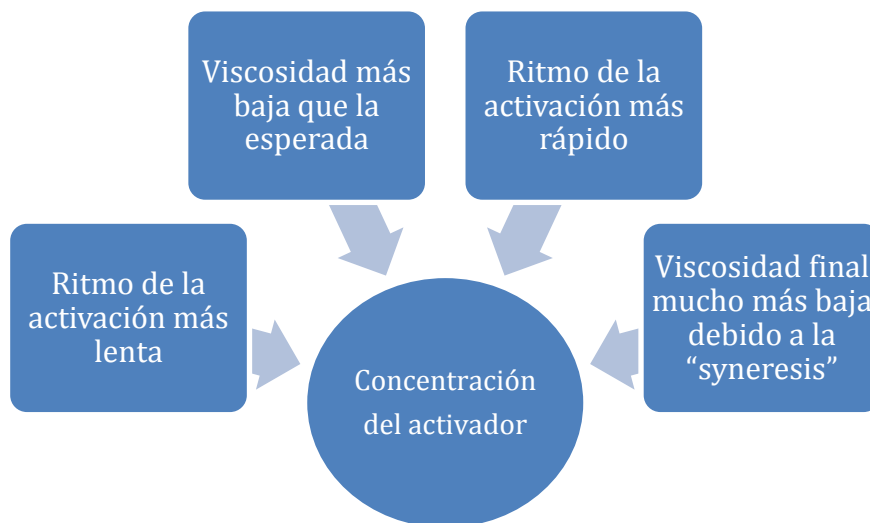 Viscosidad más
baja que la
esperada
Ritmo de la
activación más
rápido
Ritmo de la
activación más
lenta
Viscosidad final
mucho más baja
debido a la
“syneresis”
Concentración
del activador